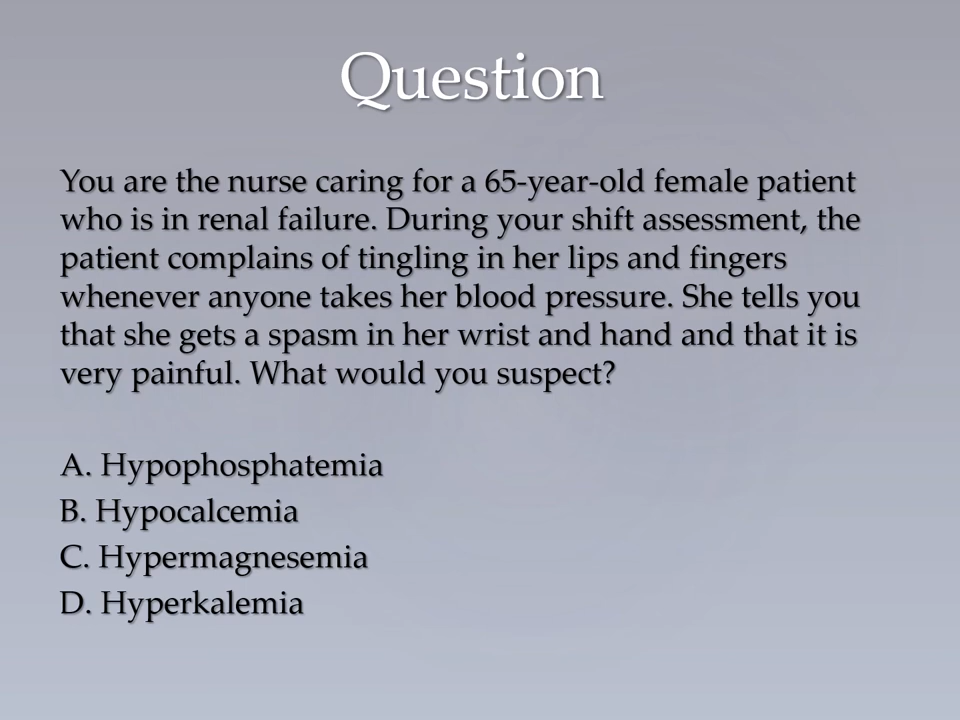 Question
You are the nurse caring for a 65-year-old female patient
who is in renal failure. During your shift assessment, the
patient complains of tingling in her lips and fingers
whenever anyone takes her blood pressure. She tells you
that she gets a spasm in her wrist and hand and that it is
very painful. What would you suspect?
A. Hypophosphatemia
B. Hypocalcemia
C. Hypermagnesemia
D. Hyperkalemia